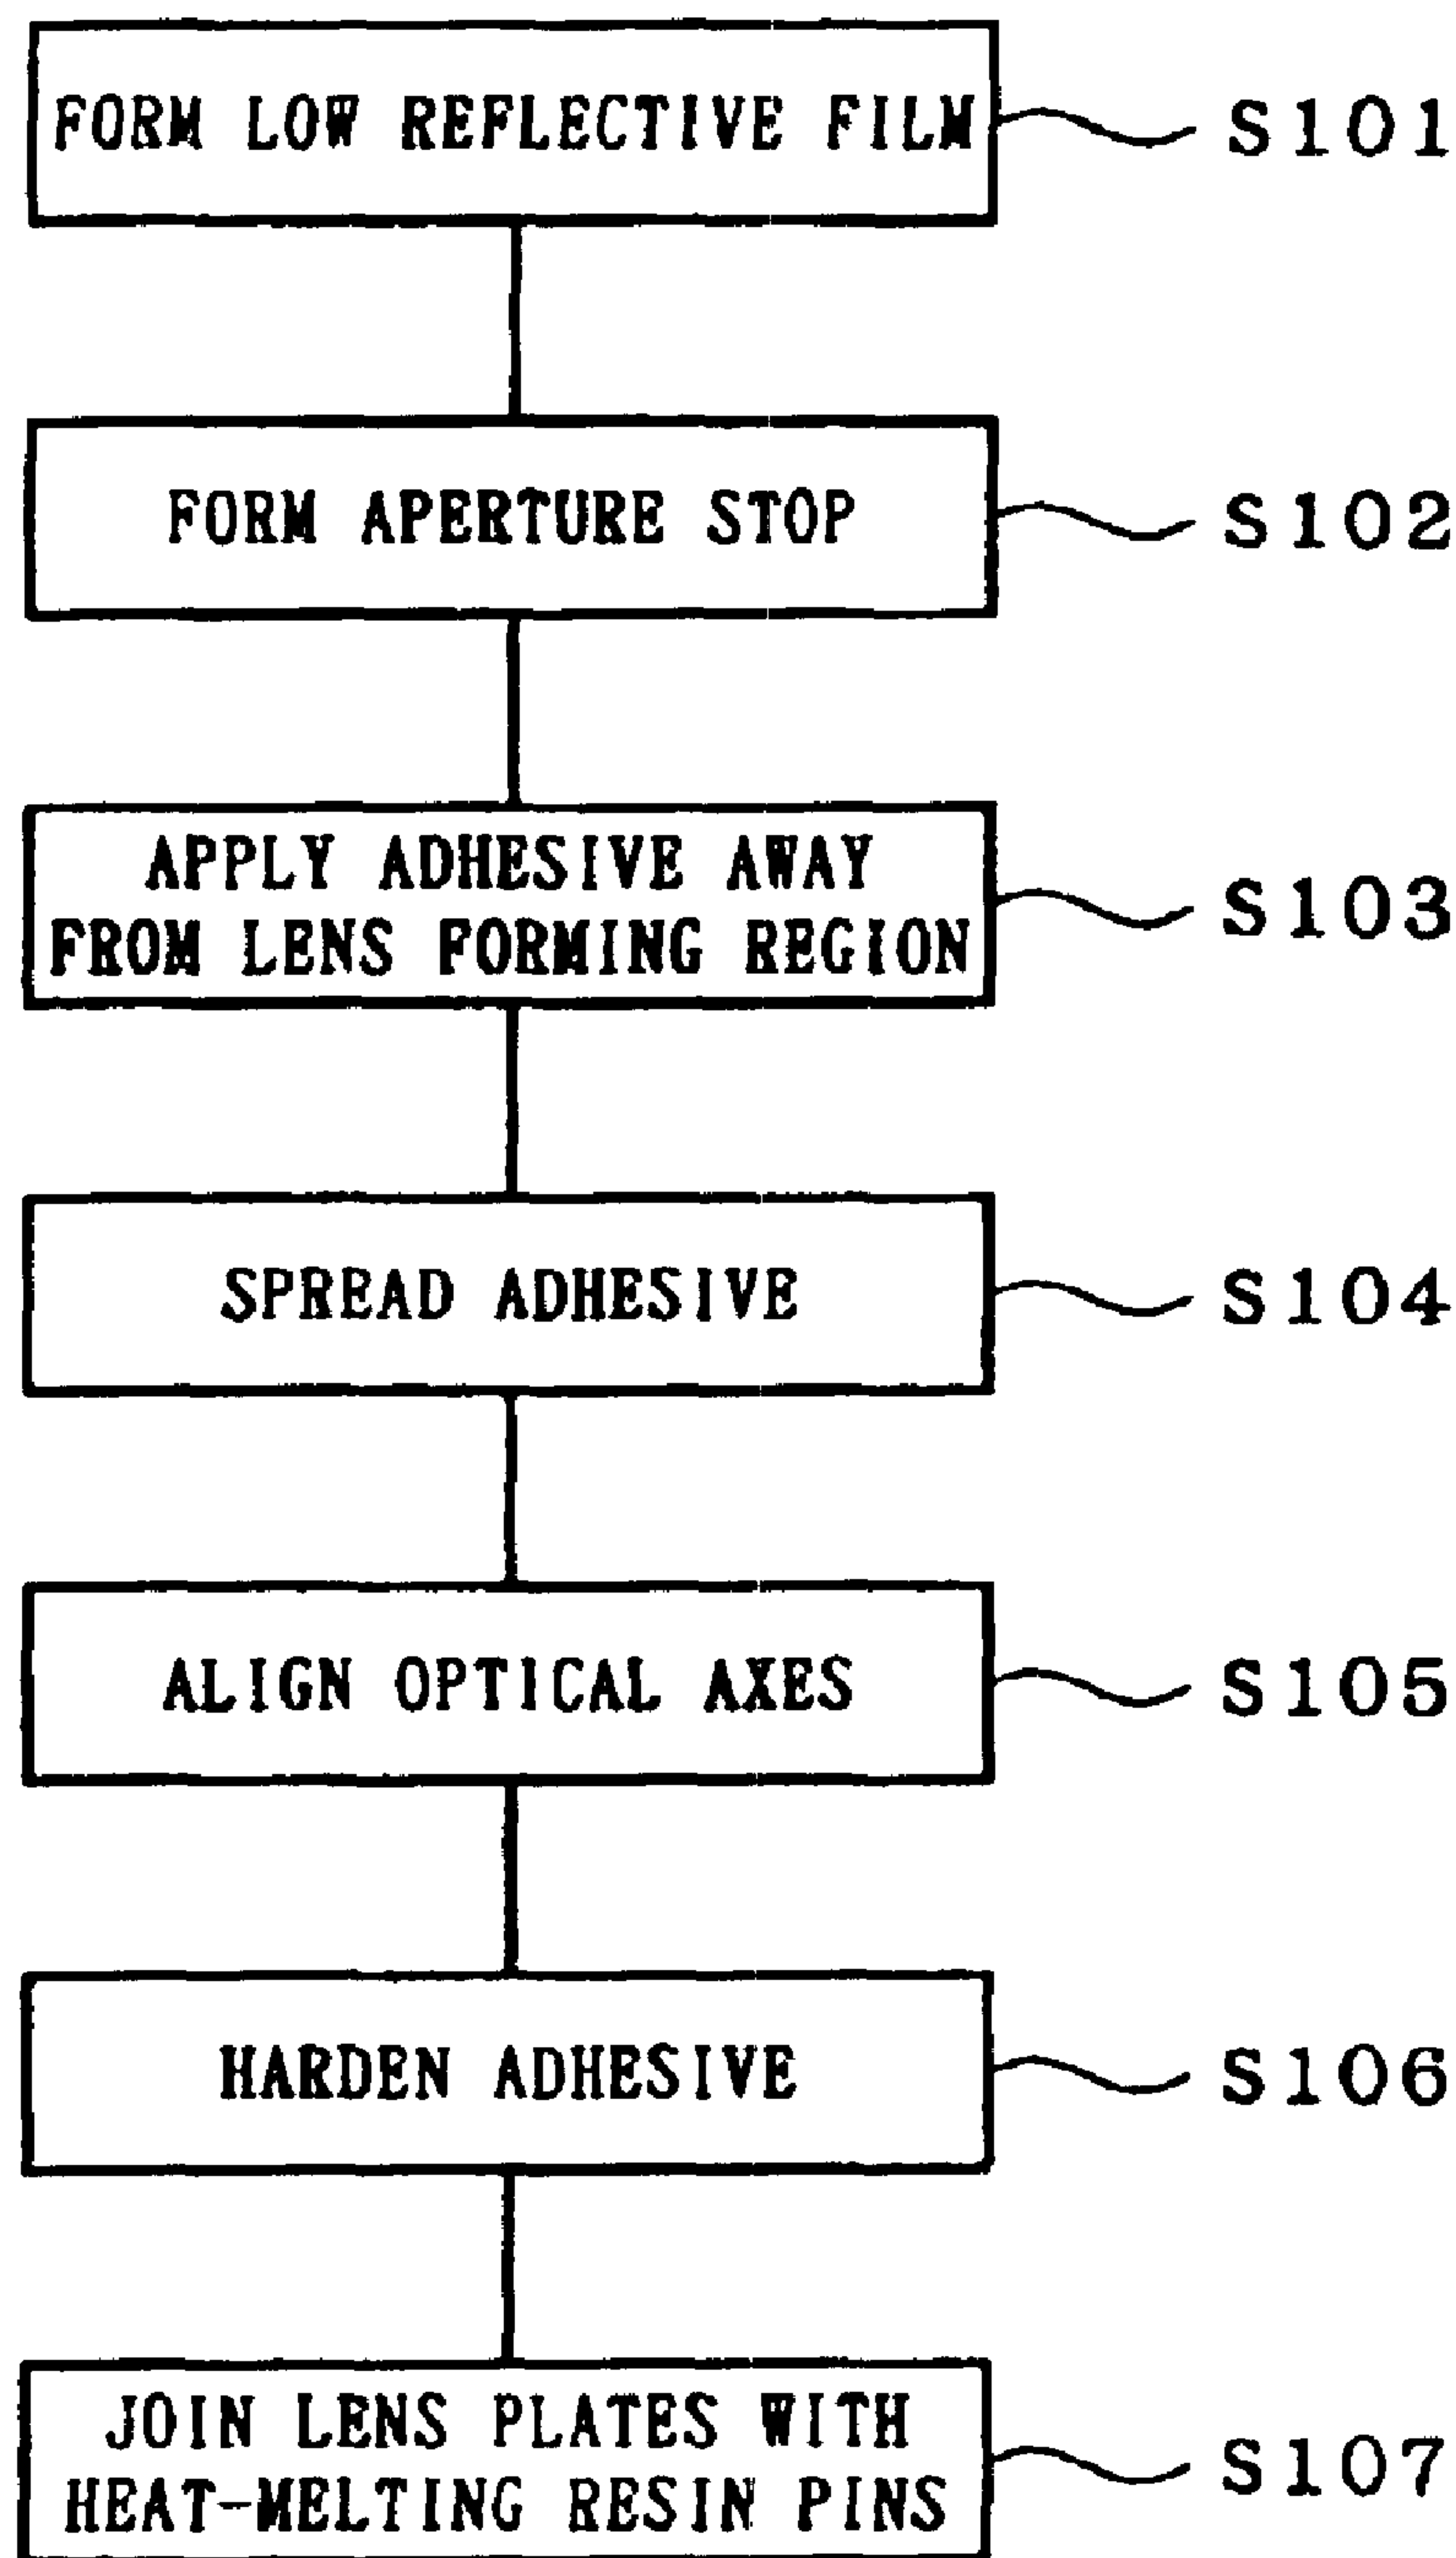 FORM LOW REFLECTIVE FILM
S101
FORM APERTURE STOP
S102
APPLY ADHESIVE AWAY
FROM LENS FORMING REGION
S103
SPREAD ADHESIVE
S104
ALIGN OPTICAL AXES
S105
HARDEN ADHESIVE
S106
JOIN LENS PLATES WITH
HEAT-MELTING RESIN PINS
S107